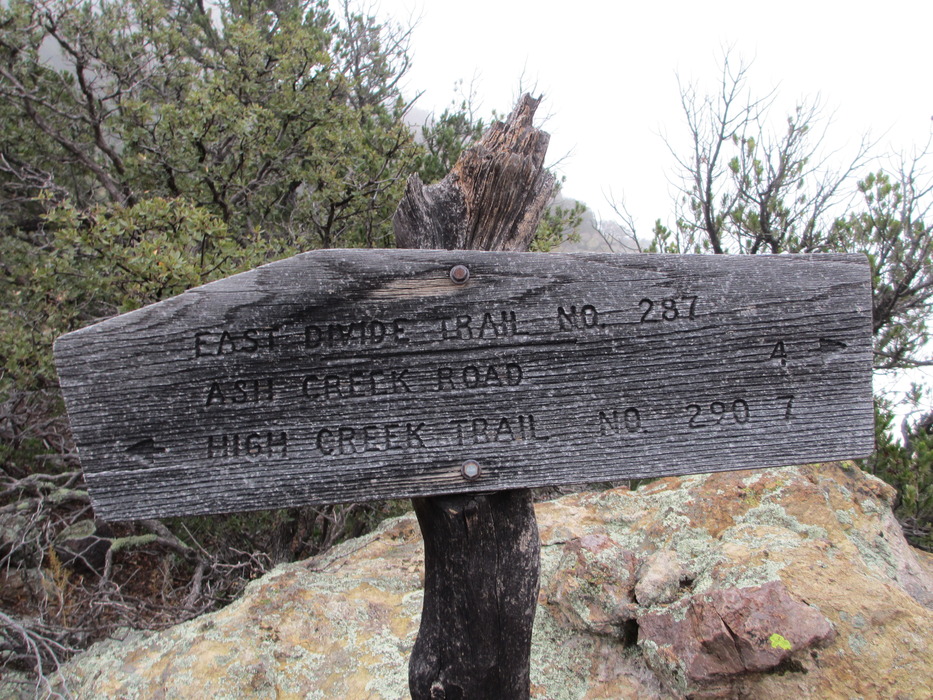 EAST DIVIDE TRAIL NO. 287
ASH CREEK ROAD 4
HIGH CREEK TRAIL NO. 290 7